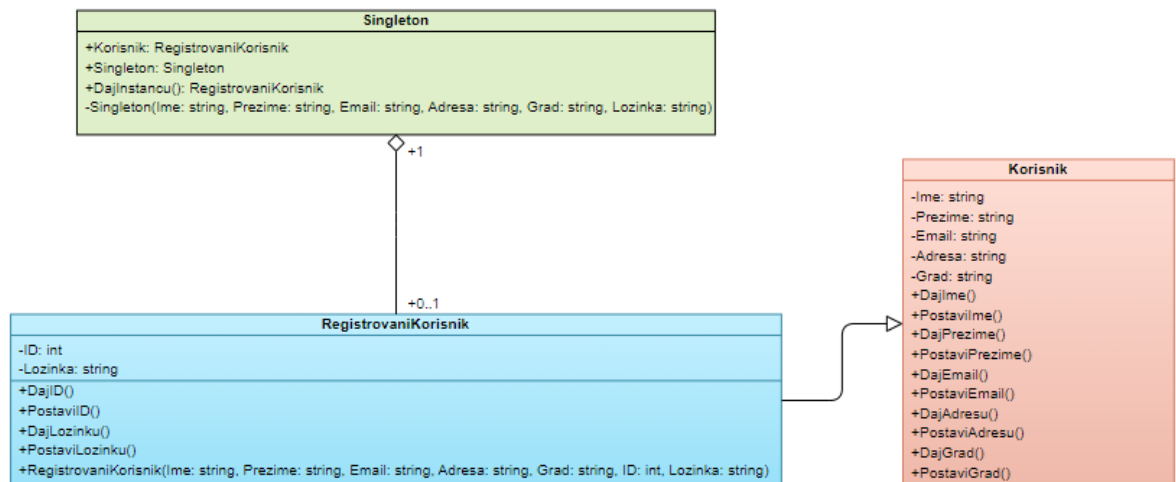 Singleton
+Korisnik: RegistrovaniKorisnik
+Singleton: Singleton
+DajInstancu(): RegistrovaniKorisnik
-Singleton(Ime: string, Prezime: string, Email: string, Adresa: string, Grad: string, Lozinka: string)
+1
+0..1
RegistrovaniKorisnik
-ID: int
-Lozinka: string
+DajID()
+PostaviID()
+DajLozinku()
+PostaviLozinku()
+RegistrovaniKorisnik(Ime: string, Prezime: string, Email: string, Adresa: string, Grad: string, ID: int, Lozinka: string)
Korisnik
-Ime: string
-Prezime: string
-Email: string
-Adresa: string
-Grad: string
+DajIme()
+PostaviIme()
+DajPrezime()
+PostaviPrezime()
+DajEmail()
+PostaviEmail()
+DajAdresu()
+PostaviAdresu()
+DajGrad()
+PostaviGrad()